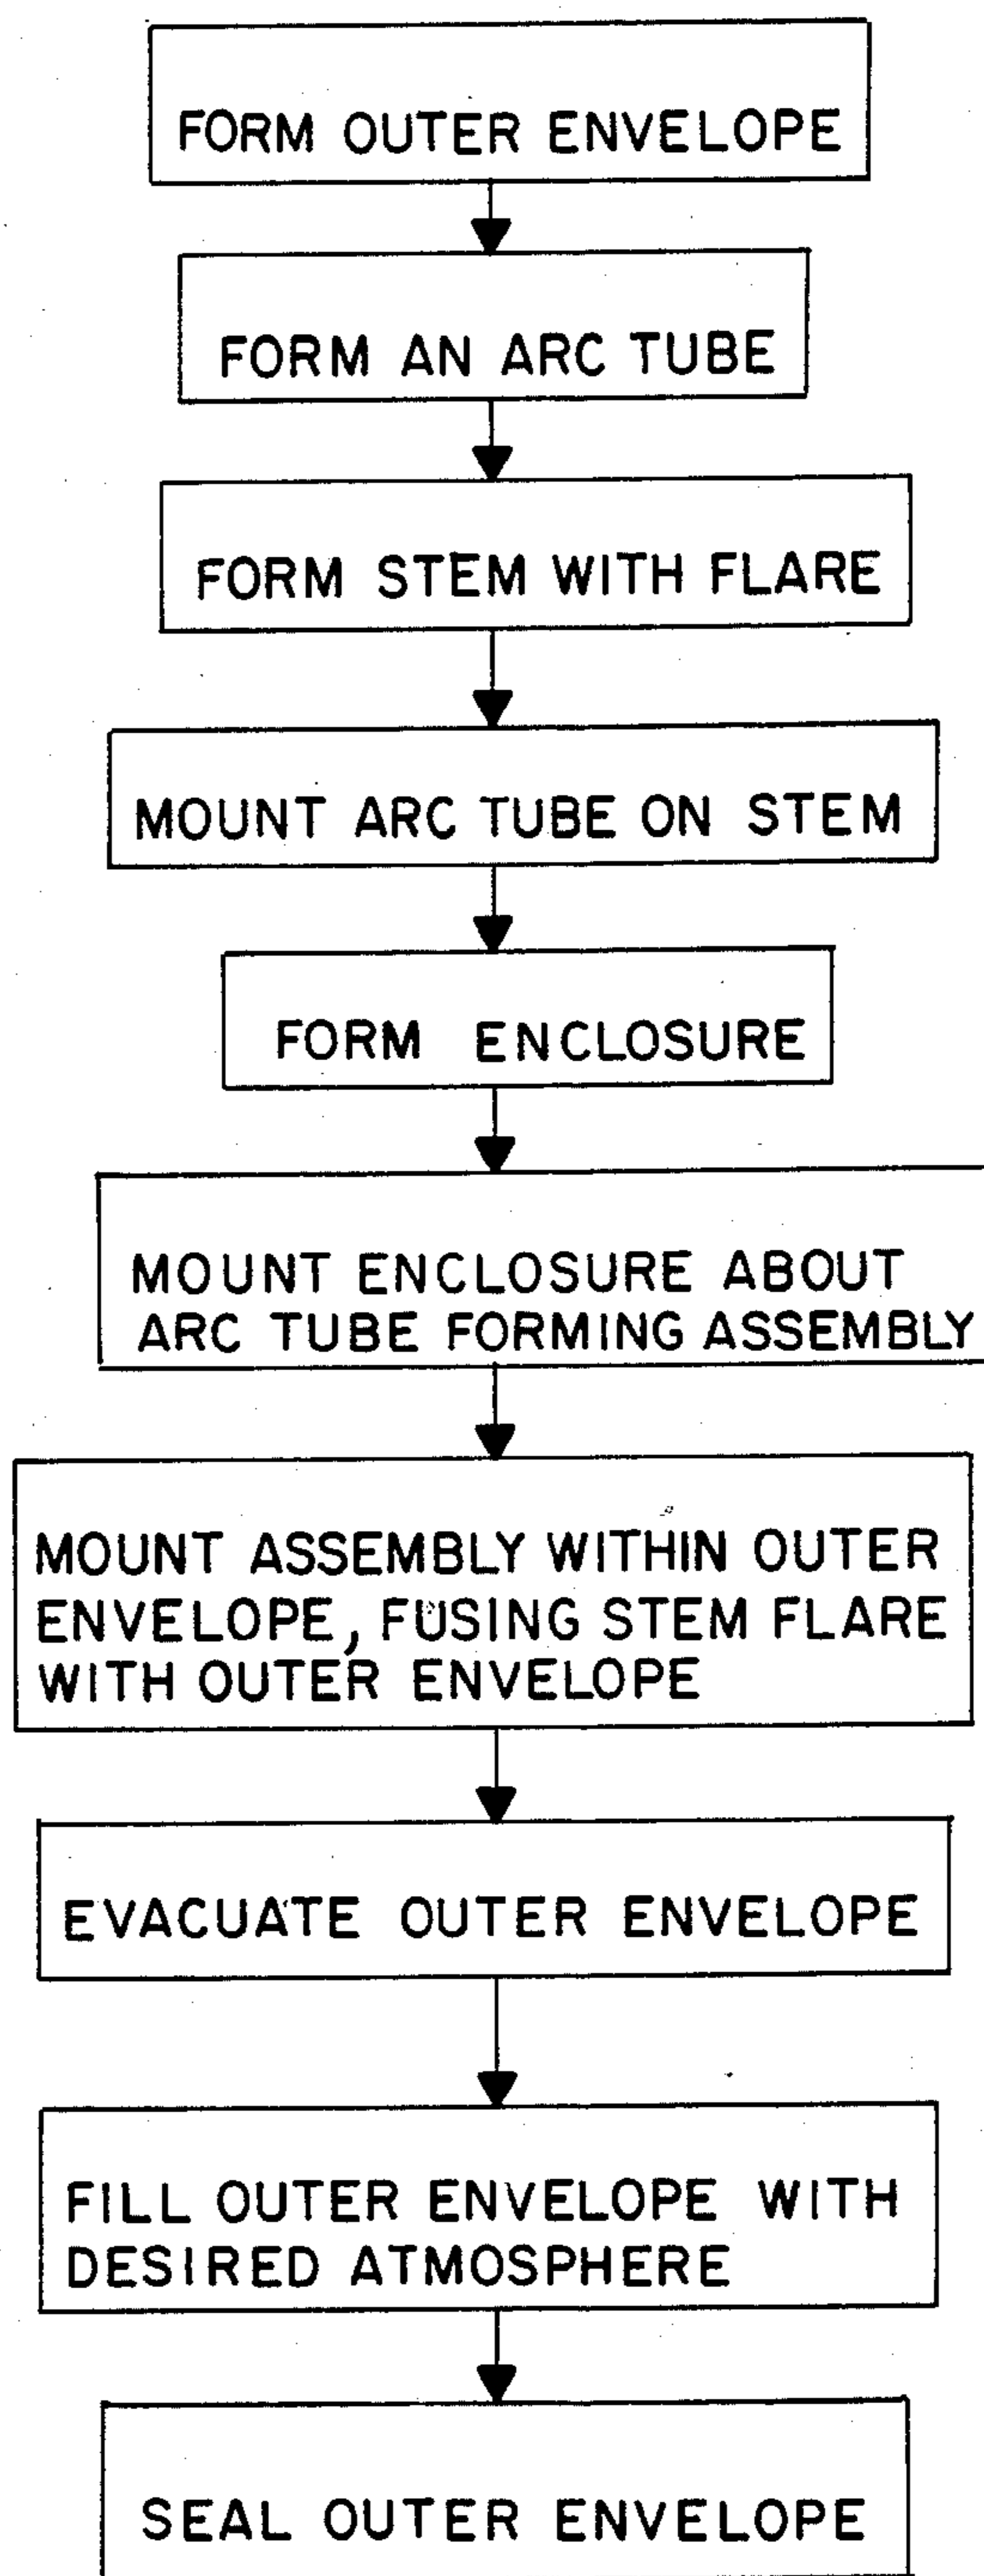 FORM OUTER ENVELOPE
FORM AN ARC TUBE
FORM STEM WITH FLARE
MOUNT ARC TUBE ON STEM
FORM ENCLOSURE
MOUNT ENCLOSURE ABOUT
ARC TUBE FORMING ASSEMBLY
MOUNT ASSEMBLY WITHIN OUTER
ENVELOPE, FUSING STEM FLARE
WITH OUTER ENVELOPE
EVACUATE OUTER ENVELOPE
FILL OUTER ENVELOPE WITH
DESIRED ATMOSPHERE
SEAL OUTER ENVELOPE